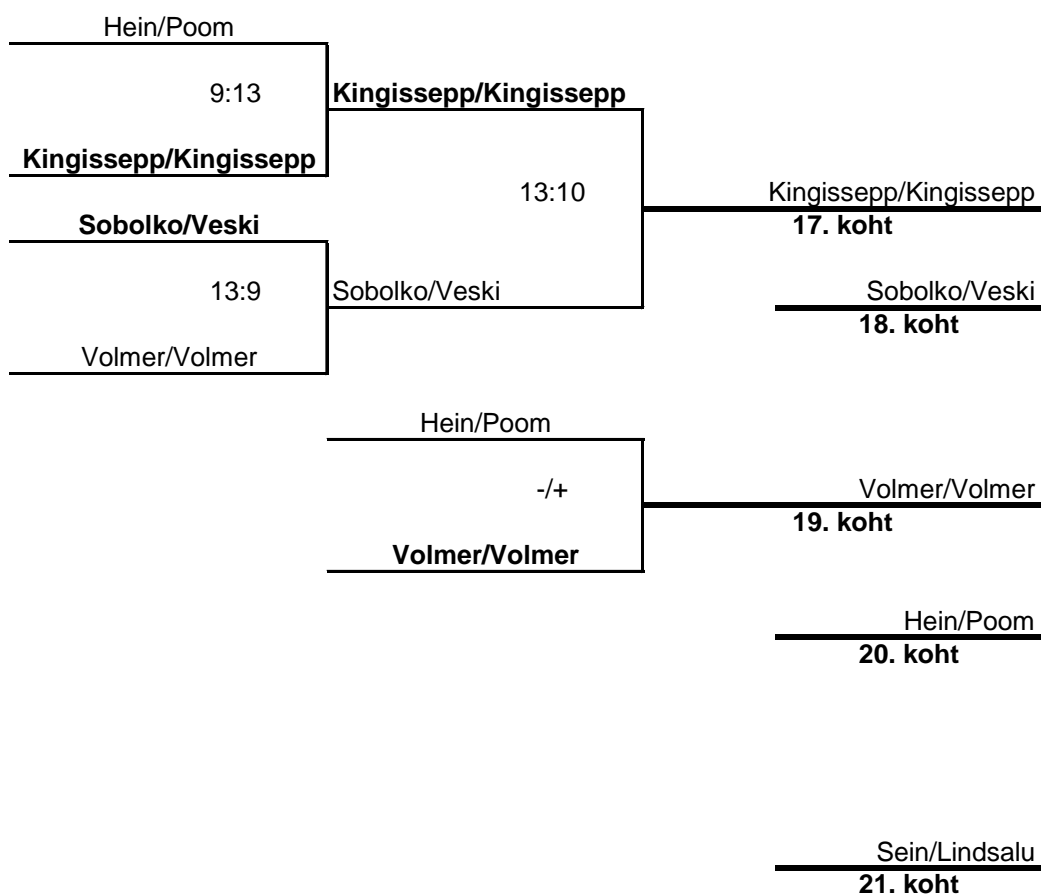 Hein/Poom
9:13
Kingissepp/Kingissepp
Kingissepp/Kingissepp
13:10
Kingissepp/Kingissepp
Sobolko/Veski
17. koht
13:9
Sobolko/Veski
Sobolko/Veski
18. koht
Volmer/Volmer
Hein/Poom
-/+
Volmer/Volmer
19. koht
Volmer/Volmer
Hein/Poom
20. koht
Sein/Lindsalu
21. koht